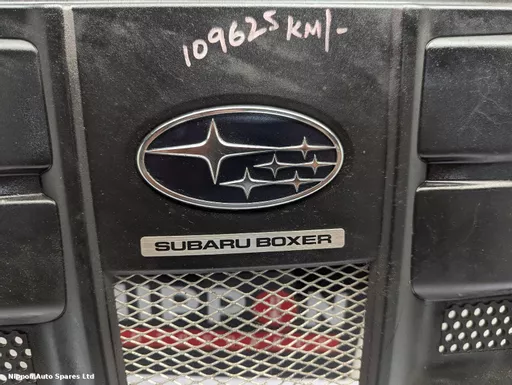 109625 KM/-
SUBARU BOXER
Nippon Auto Spares Ltd